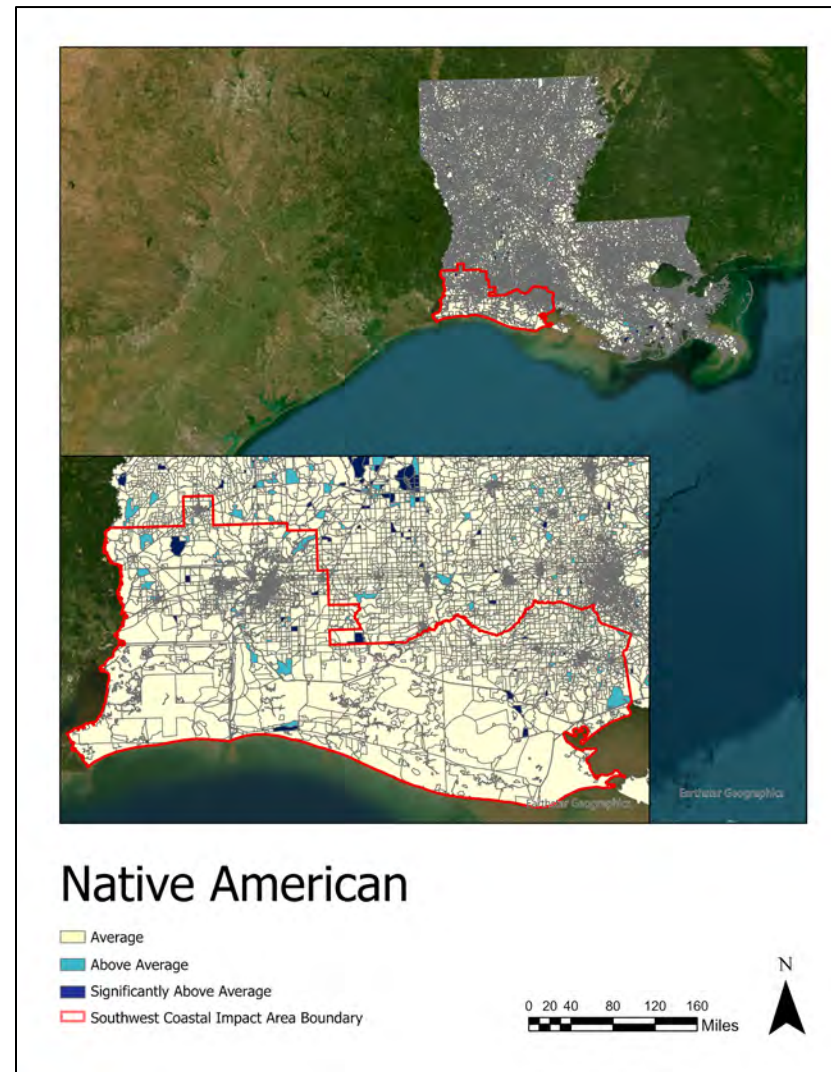 Earthstar Geographics
Earthstar Geographics
Native American
Average
Above Average
Significantly Above Average
Southwest Coastal Impact Area Boundary
N
0 20 40 80 120 160
Miles